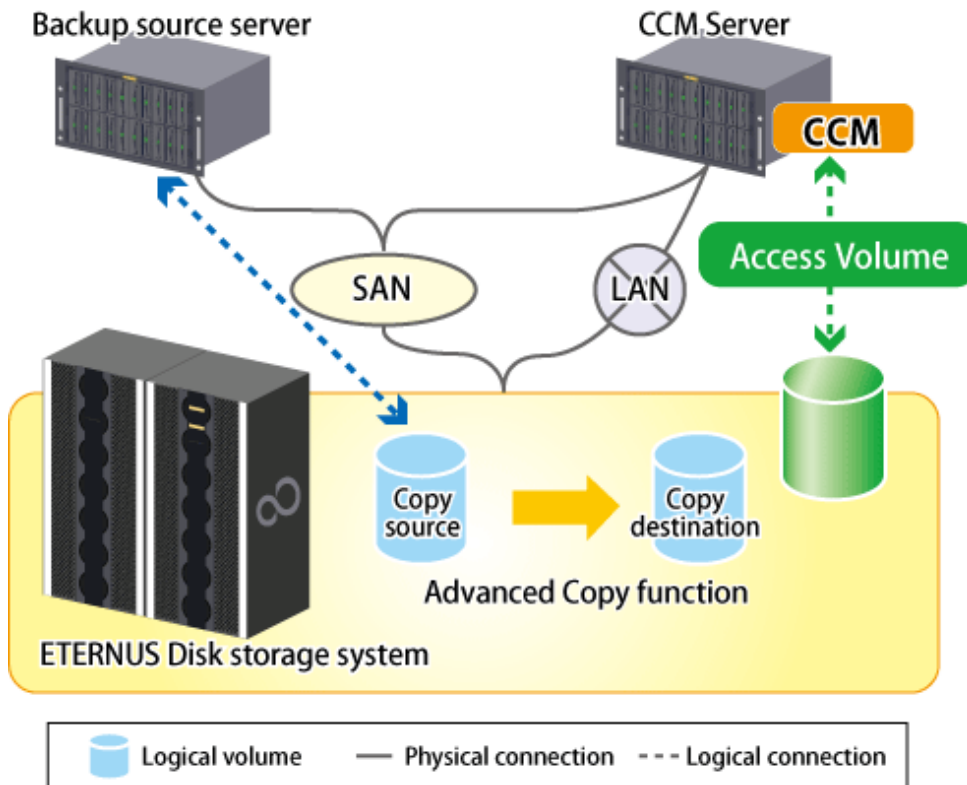 Backup source server
CCM Server
CCM
Access Volume
SAN
LAN
Copy
source
Copy
destination
Advanced Copy function
ETERNUS Disk storage system
Logical volume
Physical connection
Logical connection